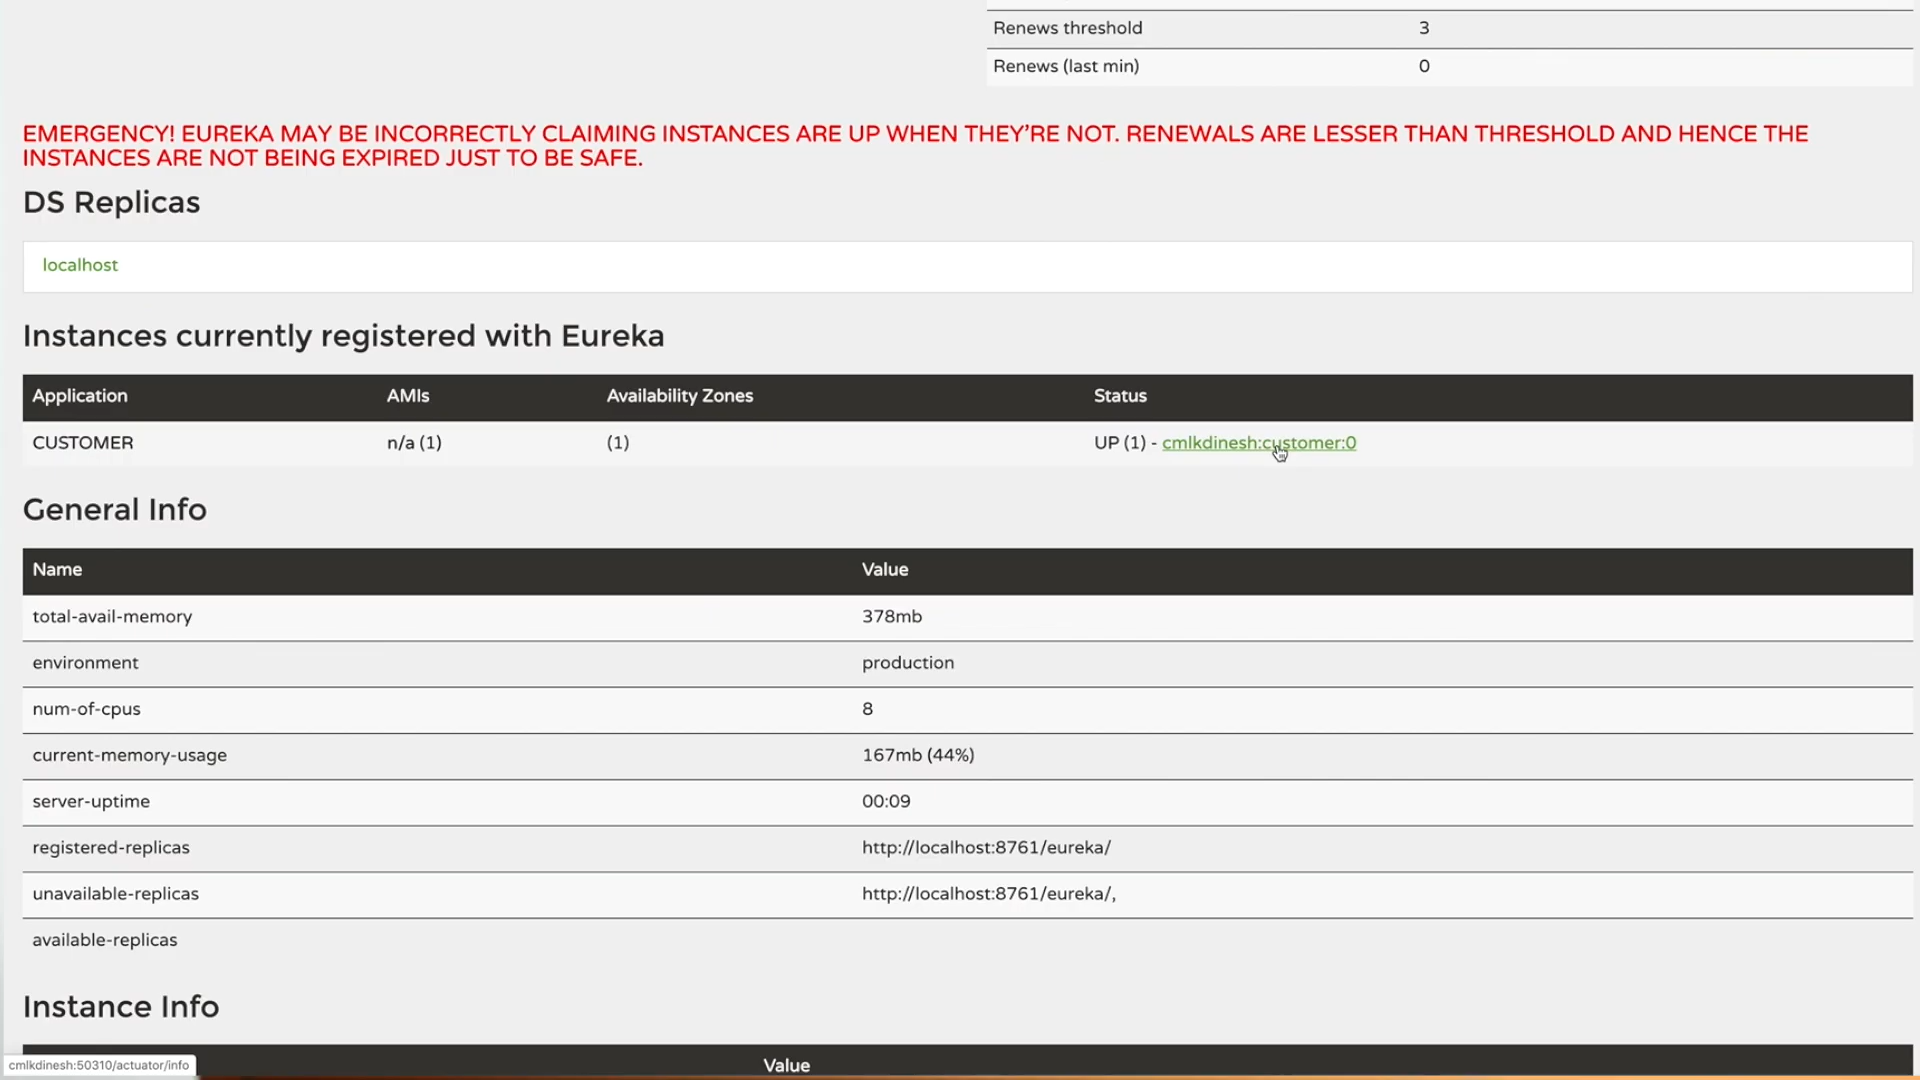 Renews threshold 3
Renews (last min) 0
EMERGENCY! EUREKA MAY BE INCORRECTLY CLAIMING INSTANCES ARE UP WHEN THEY’RE NOT. RENEWALS ARE LESSER THAN THRESHOLD AND HENCE THE
INSTANCES ARE NOT BEING EXPIRED JUST TO BE SAFE.
DS Replicas
localhost
Instances currently registered with Eureka
Application AMIs Availability Zones Status
CUSTOMER n/a (1) (1) UP (1) - cmlkdinesh:customer:0
General Info
Name Value
total-avail-memory 378mb
environment production
num-of-cpus 8
current-memory-usage 167mb (44%)
server-uptime 00:09
registered-replicas http://localhost:8761/eureka/
unavailable-replicas http://localhost:8761/eureka/,
available-replicas
Instance Info
Value
cmlkdinesh:50310/actuator/info